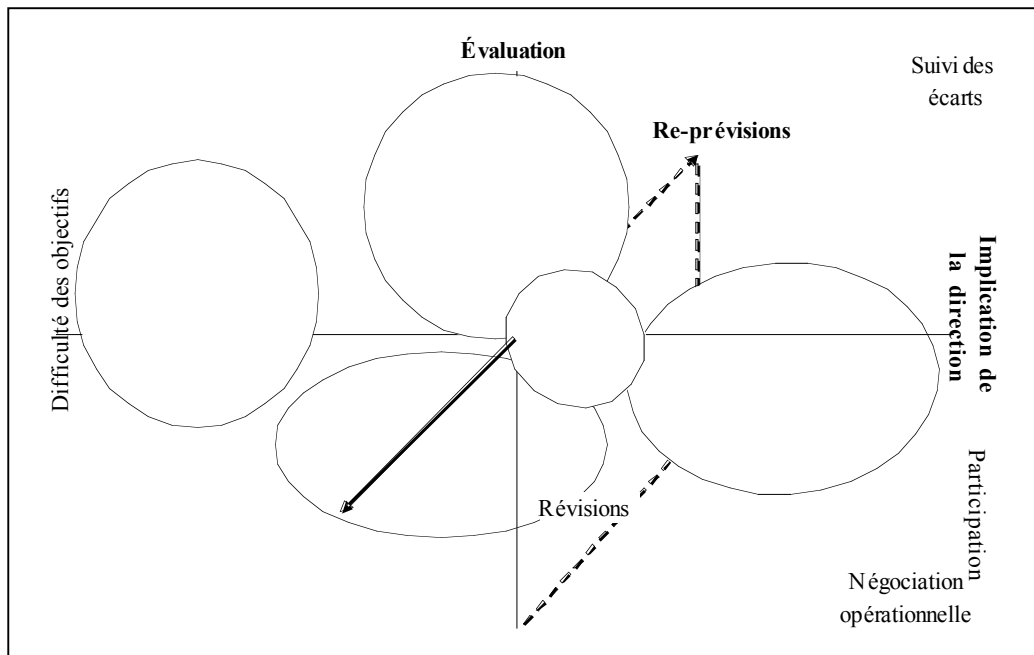 Évaluation
Suivi des
écarts
Re-prévisions
Difficulté des objectifs
Implication de
la direction
Participation
Révisions
Négociation
opérationnelle